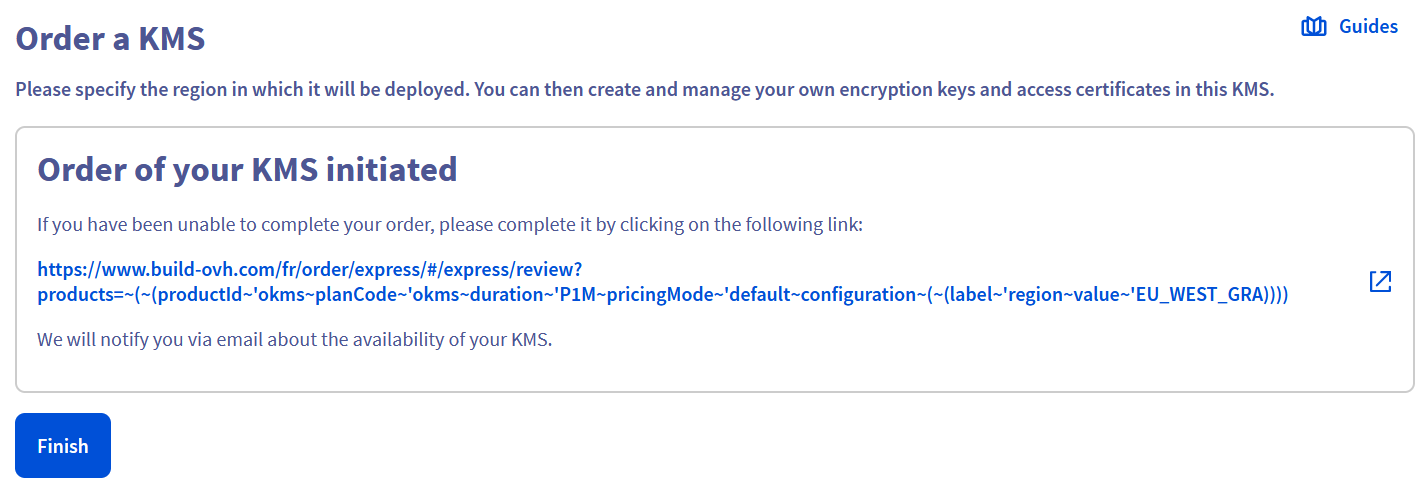 Order a KMS
Guides
Please specify the region in which it will be deployed. You can then create and manage your own encryption keys and access certificates in this KMS.
Order of your KMS initiated
If you have been unable to complete your order, please complete it by clicking on the following link:
https://www.build-ovh.com/fr/order/express/#/express/review?
products=~(~(productId~'okms~planCode~'okms~duration~'P1M~pricingMode~'default~configuration~(~(label~'region~value~'EU_WEST_GRA))))
We will notify you via email about the availability of your KMS.
Finish